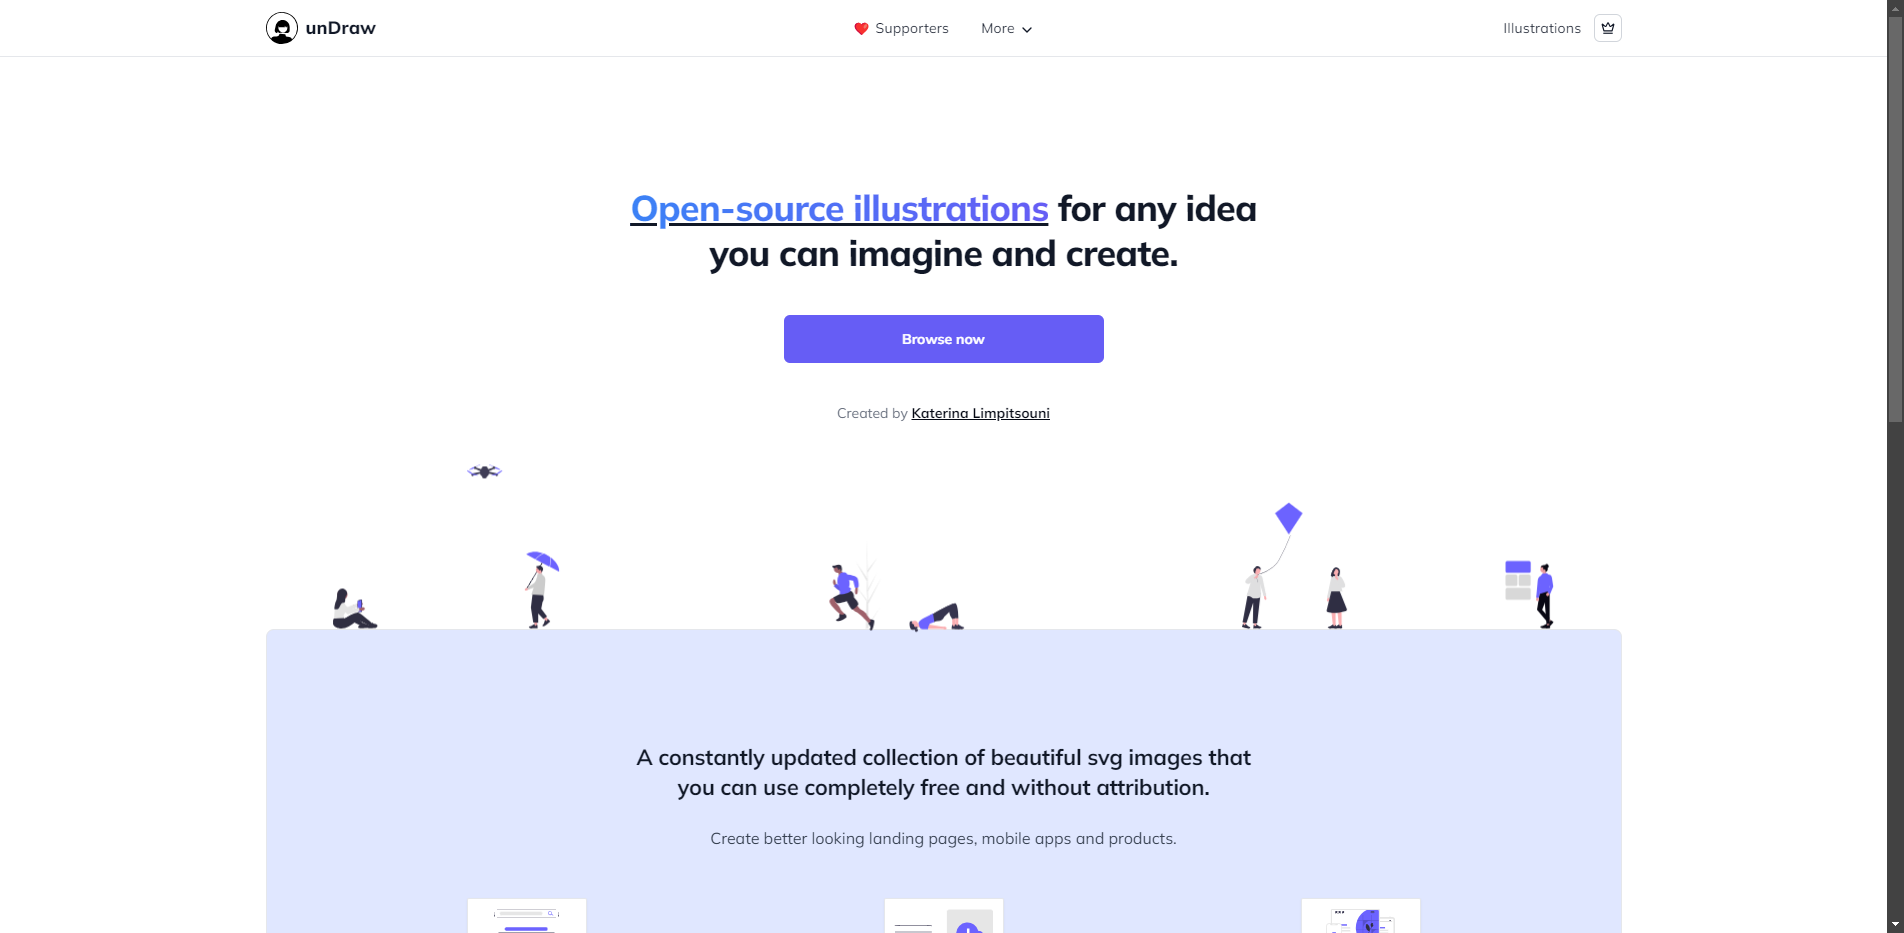 unDraw
Supporters
More
Illustrations
Open-source illustrations for any idea
you can imagine and create.
Browse now
Created by Katerina Limpitsouni
A constantly updated collection of beautiful svg images that
you can use completely free and without attribution.
Create better looking landing pages, mobile apps and products.